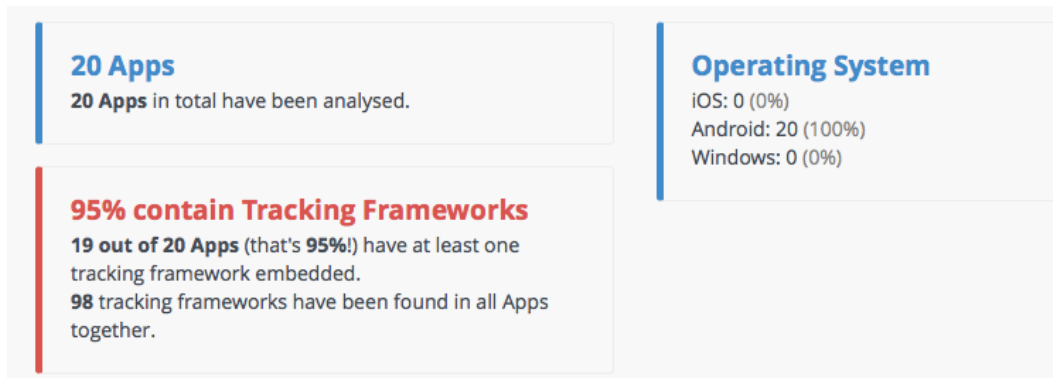 20 Apps
20 Apps in total have been analysed.
95% contain Tracking Frameworks
19 out of 20 Apps (that's 95%!) have at least one
tracking framework embedded.
98 tracking frameworks have been found in all Apps
together.
Operating System
iOS: 0 (0%)
Android: 20 (100%)
Windows: 0 (0%)